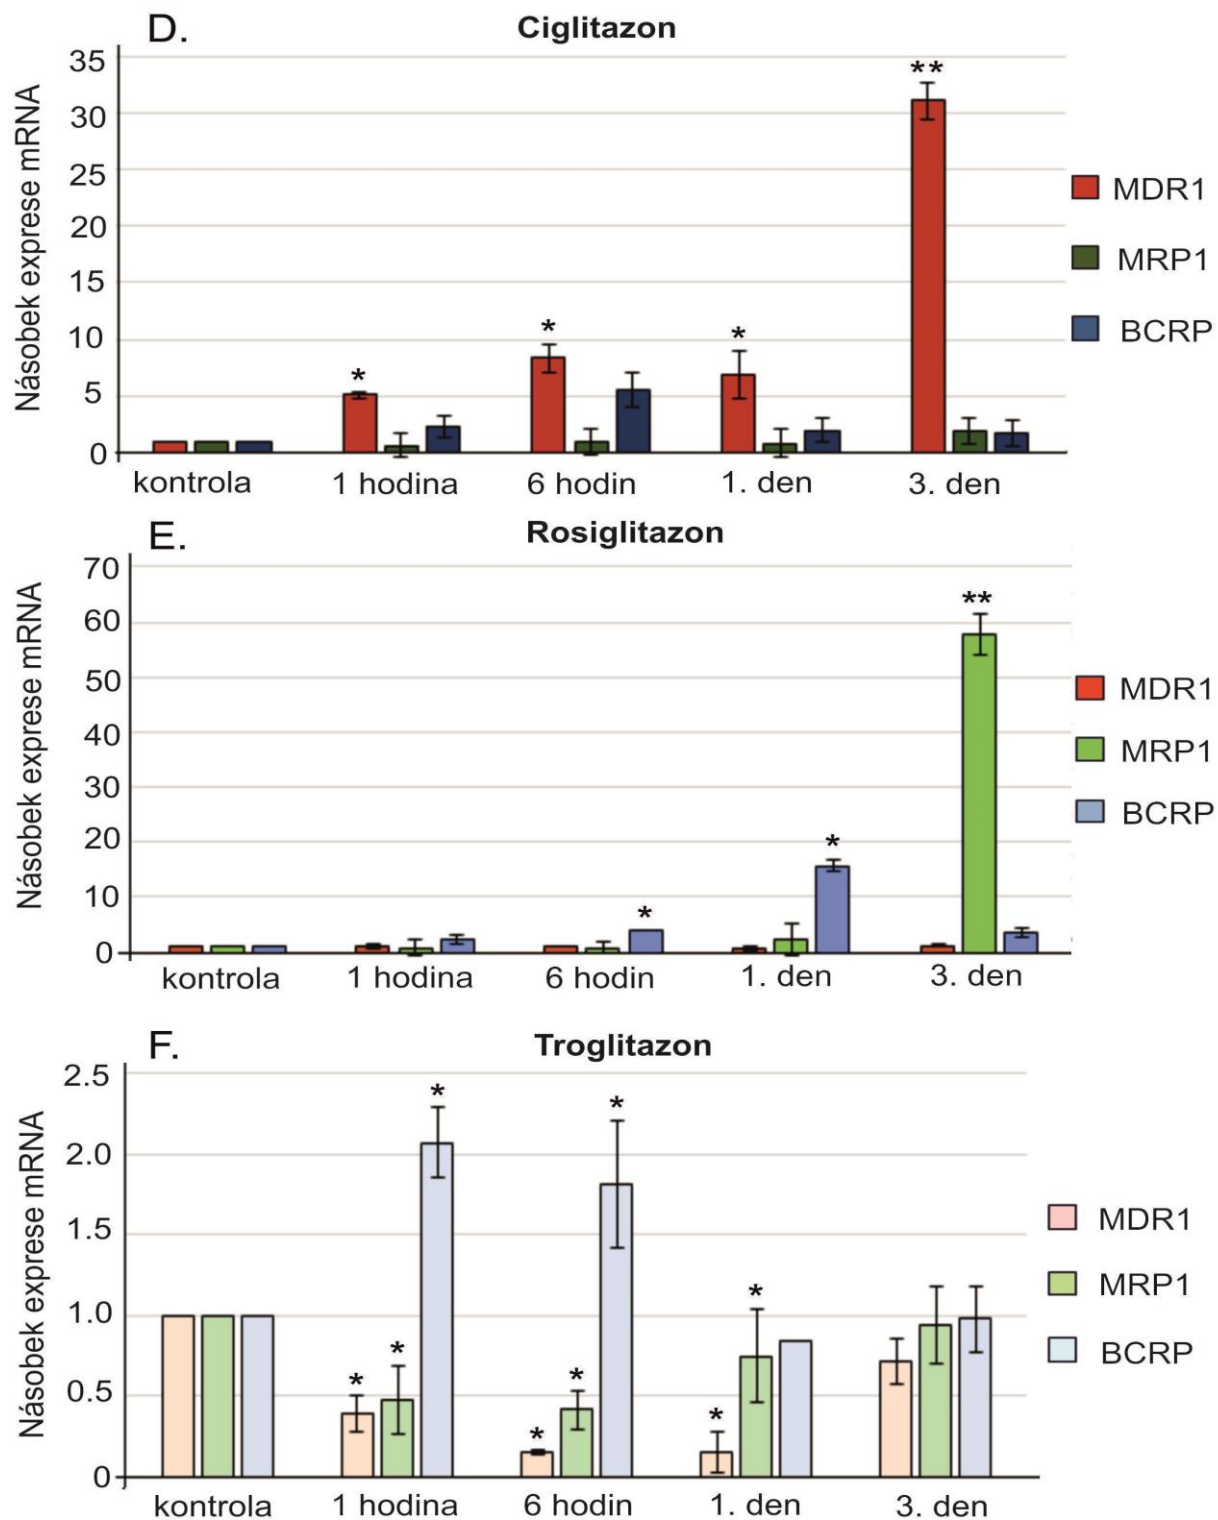 D.
Ciglitazon
Násobek exprese mRNA
35
30
25
20
15
10
5
0
*
*
*
**
kontrola
1 hodina
6 hodin
1. den
3. den
MDR1
MRP1
BCRP
E.
Rosiglitazon
Násobek exprese mRNA
70
60
50
40
30
20
10
0
*
*
**
kontrola
1 hodina
6 hodin
1. den
3. den
MDR1
MRP1
BCRP
F.
Troglitazon
Násobek exprese mRNA
2.5
2.0
1.5
1.0
0.5
0
*
*
*
*
*
*
*
*
kontrola
1 hodina
6 hodin
1. den
3. den
MDR1
MRP1
BCRP